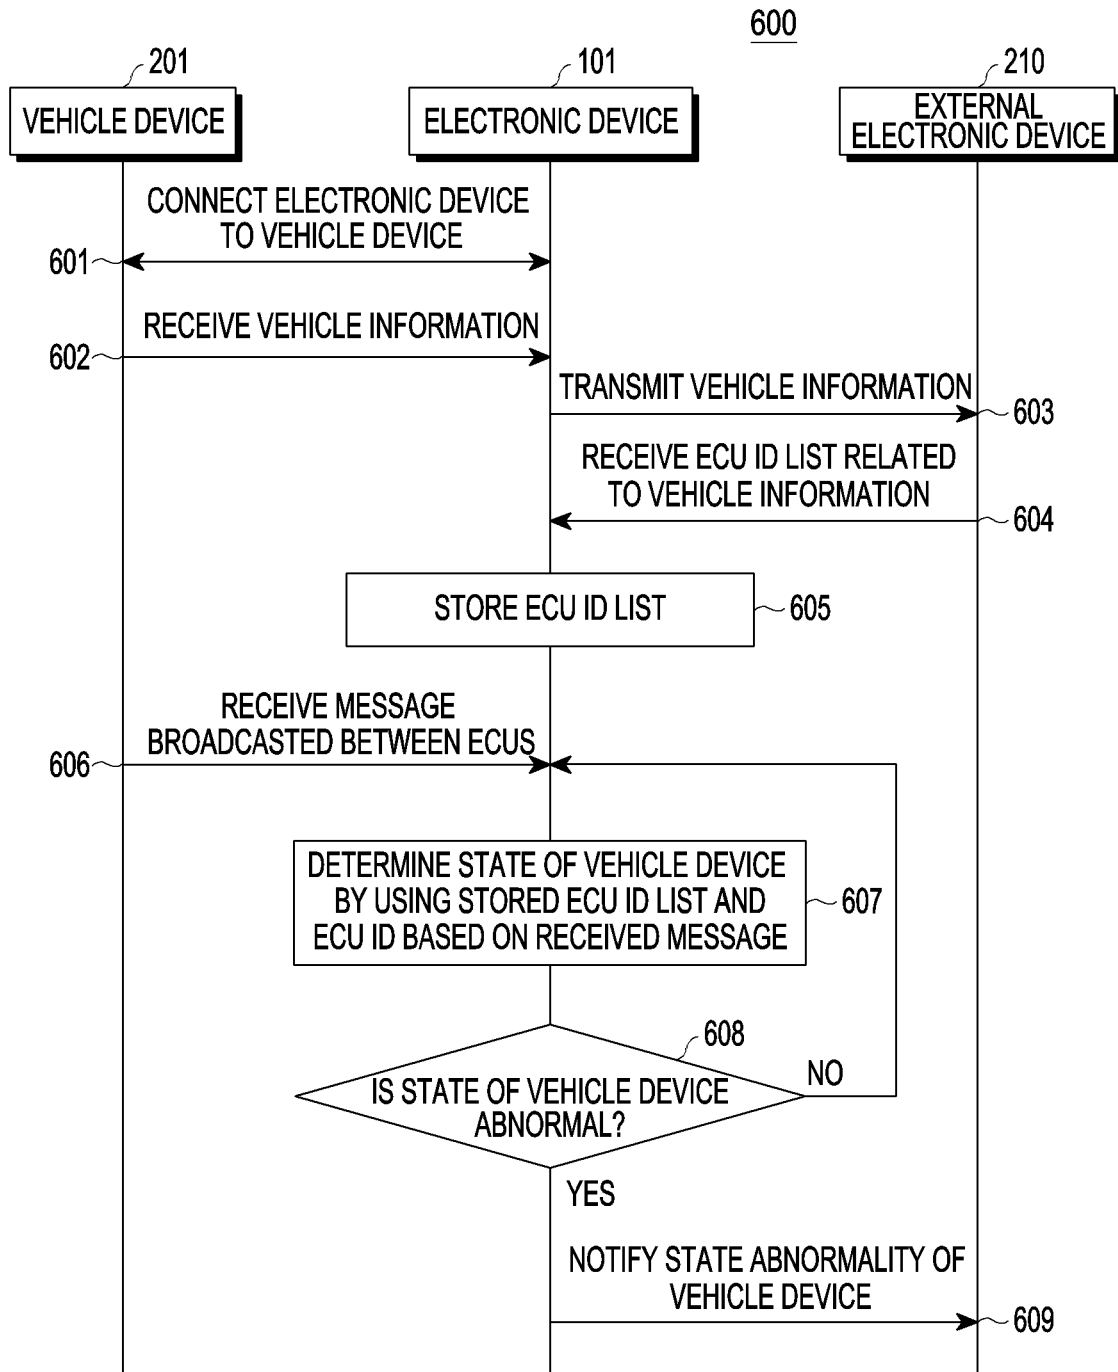 600
201
101
210
VEHICLE DEVICE
ELECTRONIC DEVICE
EXTERNAL
ELECTRONIC DEVICE
CONNECT ELECTRONIC DEVICE
TO VEHICLE DEVICE
601
RECEIVE VEHICLE INFORMATION
602
TRANSMIT VEHICLE INFORMATION
603
RECEIVE ECU ID LIST RELATED
TO VEHICLE INFORMATION
604
STORE ECU ID LIST
605
RECEIVE MESSAGE
BROADCASTED BETWEEN ECUS
606
DETERMINE STATE OF VEHICLE DEVICE
BY USING STORED ECU ID LIST AND
ECU ID BASED ON RECEIVED MESSAGE
607
608
IS STATE OF VEHICLE DEVICE
ABNORMAL?
NO
YES
NOTIFY STATE ABNORMALITY OF
VEHICLE DEVICE
609